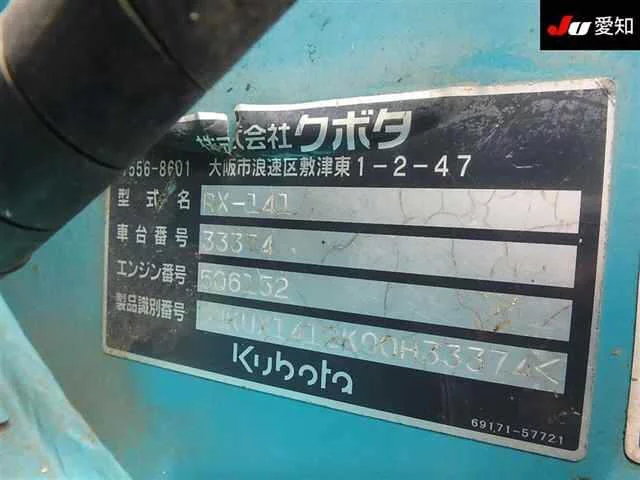 JU 愛知
株式会社クボタ
556-8601 大阪市浪速区敷津東1-2-47
型式名 RX-141
車台番号 33374
エンジン番号 506152
製品識別番号 KUX1412K00H33374<
Kubota
69171-57721